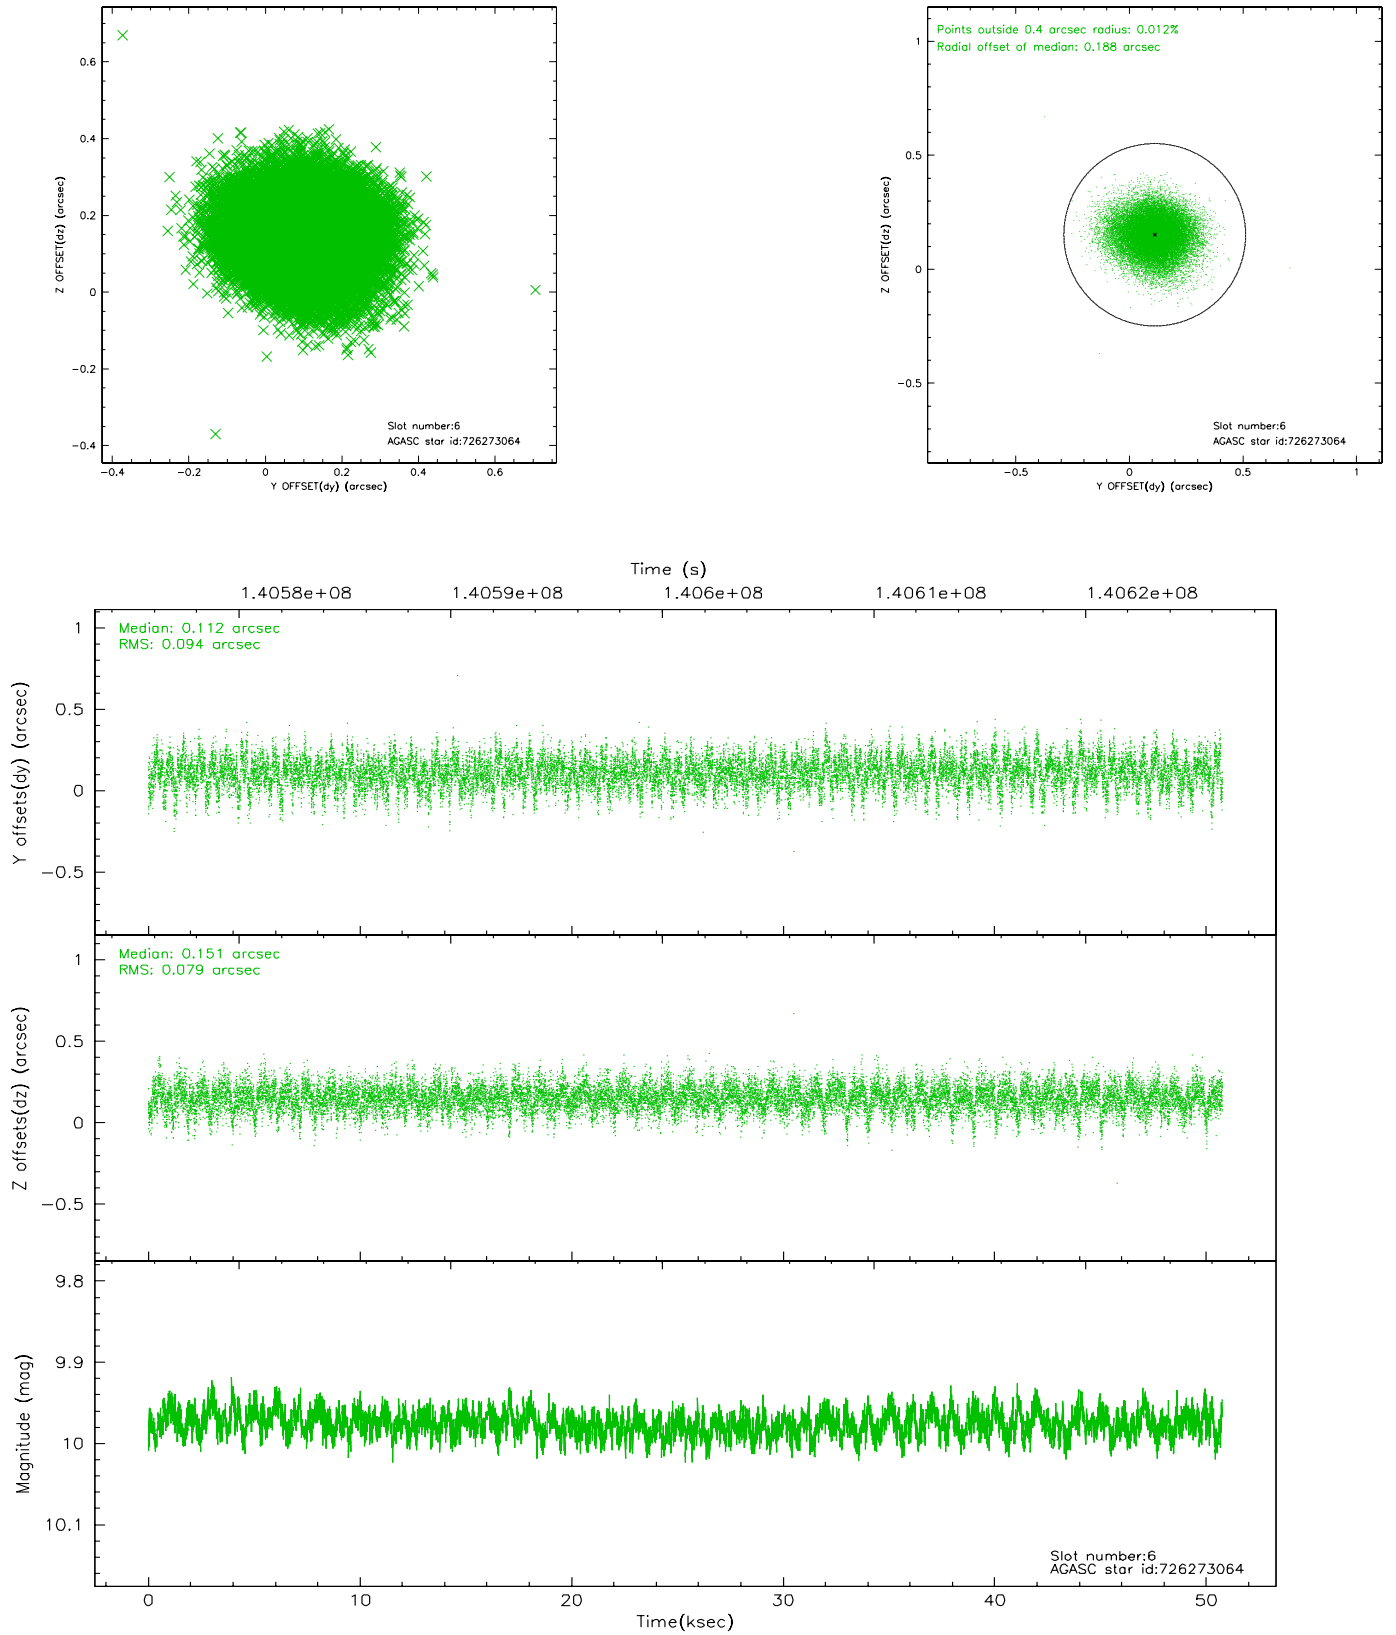 0.6
0.4
0.2
0
−0.2
−0.4
Z OFFSET(dz) (arcsec)
Slot number:6
AGASC star id:726273064
−0.4 −0.2 0 0.2 0.4 0.6
Y OFFSET(dy) (arcsec)
Points outside 0.4 arcsec radius: 0.012%
Radial offset of median: 0.188 arcsec
1
0.5
0
−0.5
Z OFFSET(dz) (arcsec)
Slot number:6
AGASC star id:726273064
−0.5 0 0.5 1
Y OFFSET(dy) (arcsec)
Time (s)
1.4058e+08 1.4059e+08 1.406e+08 1.4061e+08 1.4062e+08
Median: 0.112 arcsec
RMS: 0.094 arcsec
1
0.5
0
−0.5
Y offsets(dy) (arcsec)
Median: 0.151 arcsec
RMS: 0.079 arcsec
1
0.5
0
−0.5
Z offsets(dz) (arcsec)
9.8
9.9
10
10.1
Magnitude (mag)
Slot number:6
AGASC star id:726273064
0 10 20 30 40 50
Time(ksec)